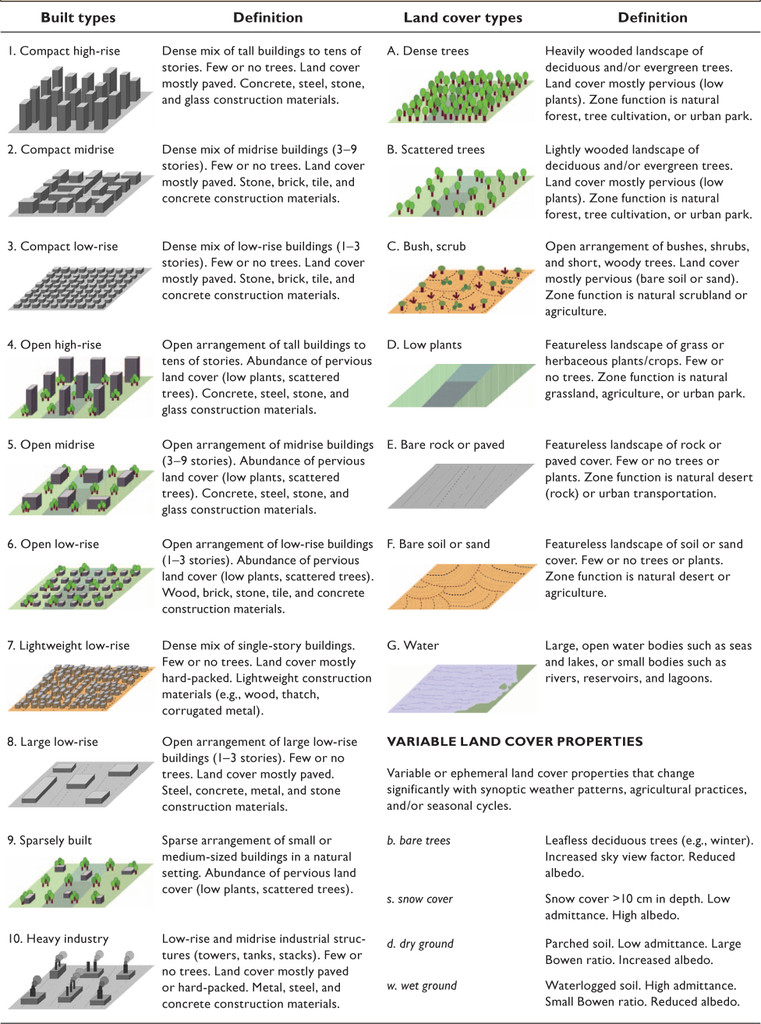 Built types
Definition
Land cover types
Definition
1. Compact high-rise
Dense mix of tall buildings to tens of
stories. Few or no trees. Land cover
mostly paved. Concrete, steel, stone,
and glass construction materials.
A. Dense trees
Heavily wooded landscape of
deciduous and/or evergreen trees.
Land cover mostly pervious (low
plants). Zone function is natural
forest, tree cultivation, or urban park.
2. Compact midrise
Dense mix of midrise buildings (3–9
stories). Few or no trees. Land cover
mostly paved. Stone, brick, tile, and
concrete construction materials.
B. Scattered trees
Lightly wooded landscape of
deciduous and/or evergreen trees.
Land cover mostly pervious (low
plants). Zone function is natural
forest, tree cultivation, or urban park.
3. Compact low-rise
Dense mix of low-rise buildings (1–3
stories). Few or no trees. Land cover
mostly paved. Stone, brick, tile, and
concrete construction materials.
C. Bush, scrub
Open arrangement of bushes, shrubs,
and short, woody trees. Land cover
mostly pervious (bare soil or sand).
Zone function is natural scrubland or
agriculture.
4. Open high-rise
Open arrangement of tall buildings to
tens of stories. Abundance of pervious
land cover (low plants, scattered
trees). Concrete, steel, stone, and
glass construction materials.
D. Low plants
Featureless landscape of grass or
herbaceous plants/crops. Few or
no trees. Zone function is natural
grassland, agriculture, or urban park.
5. Open midrise
Open arrangement of midrise buildings
(3–9 stories). Abundance of pervious
land cover (low plants, scattered
trees). Concrete, steel, stone, and
glass construction materials.
E. Bare rock or paved
Featureless landscape of rock or
paved cover. Few or no trees or
plants. Zone function is natural desert
(rock) or urban transportation.
6. Open low-rise
Open arrangement of low-rise buildings
(1–3 stories). Abundance of pervious
land cover (low plants, scattered trees).
Wood, brick, stone, tile, and concrete
construction materials.
F. Bare soil or sand
Featureless landscape of soil or sand
cover. Few or no trees or plants.
Zone function is natural desert or
agriculture.
7. Lightweight low-rise
Dense mix of single-story buildings.
Few or no trees. Land cover mostly
hard-packed. Lightweight construction
materials (e.g., wood, thatch,
corrugated metal).
G. Water
Large, open water bodies such as seas
and lakes, or small bodies such as
rivers, reservoirs, and lagoons.
8. Large low-rise
Open arrangement of large low-rise
buildings (1–3 stories). Few or no
trees. Land cover mostly paved.
Steel, concrete, metal, and stone
construction materials.
VARIABLE LAND COVER PROPERTIES
Variable or ephemeral land cover properties that change
significantly with synoptic weather patterns, agricultural practices,
and/or seasonal cycles.
9. Sparsely built
Sparse arrangement of small or
medium-sized buildings in a natural
setting. Abundance of pervious land
cover (low plants, scattered trees).
b. bare trees
Leafless deciduous trees (e.g., winter).
Increased sky view factor. Reduced
albedo.
s. snow cover
Snow cover >10 cm in depth. Low
admittance. High albedo.
10. Heavy industry
Low-rise and midrise industrial struc-
tures (towers, tanks, stacks). Few or
no trees. Land cover mostly paved
or hard-packed. Metal, steel, and
concrete construction materials.
d. dry ground
Parched soil. Low admittance. Large
Bowen ratio. Increased albedo.
w. wet ground
Waterlogged soil. High admittance.
Small Bowen ratio. Reduced albedo.